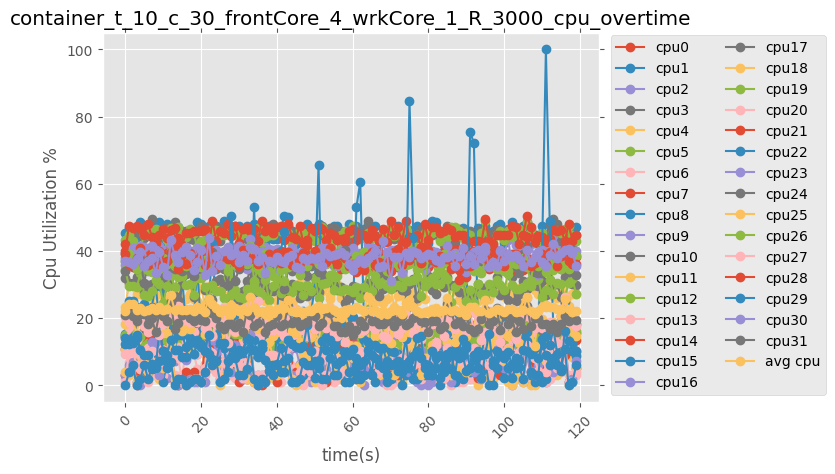 container_t_10_c_30_frontCore_4_wrkCore_1_R_3000_cpu_overtime
Cpu Utilization %
100
80
60
40
20
0
0
20
40
60
80
100
120
time(s)
cpu0
cpu1
cpu2
cpu3
cpu4
cpu5
cpu6
cpu7
cpu8
cpu9
cpu10
cpu11
cpu12
cpu13
cpu14
cpu15
cpu16
cpu17
cpu18
cpu19
cpu20
cpu21
cpu22
cpu23
cpu24
cpu25
cpu26
cpu27
cpu28
cpu29
cpu30
cpu31
avg cpu